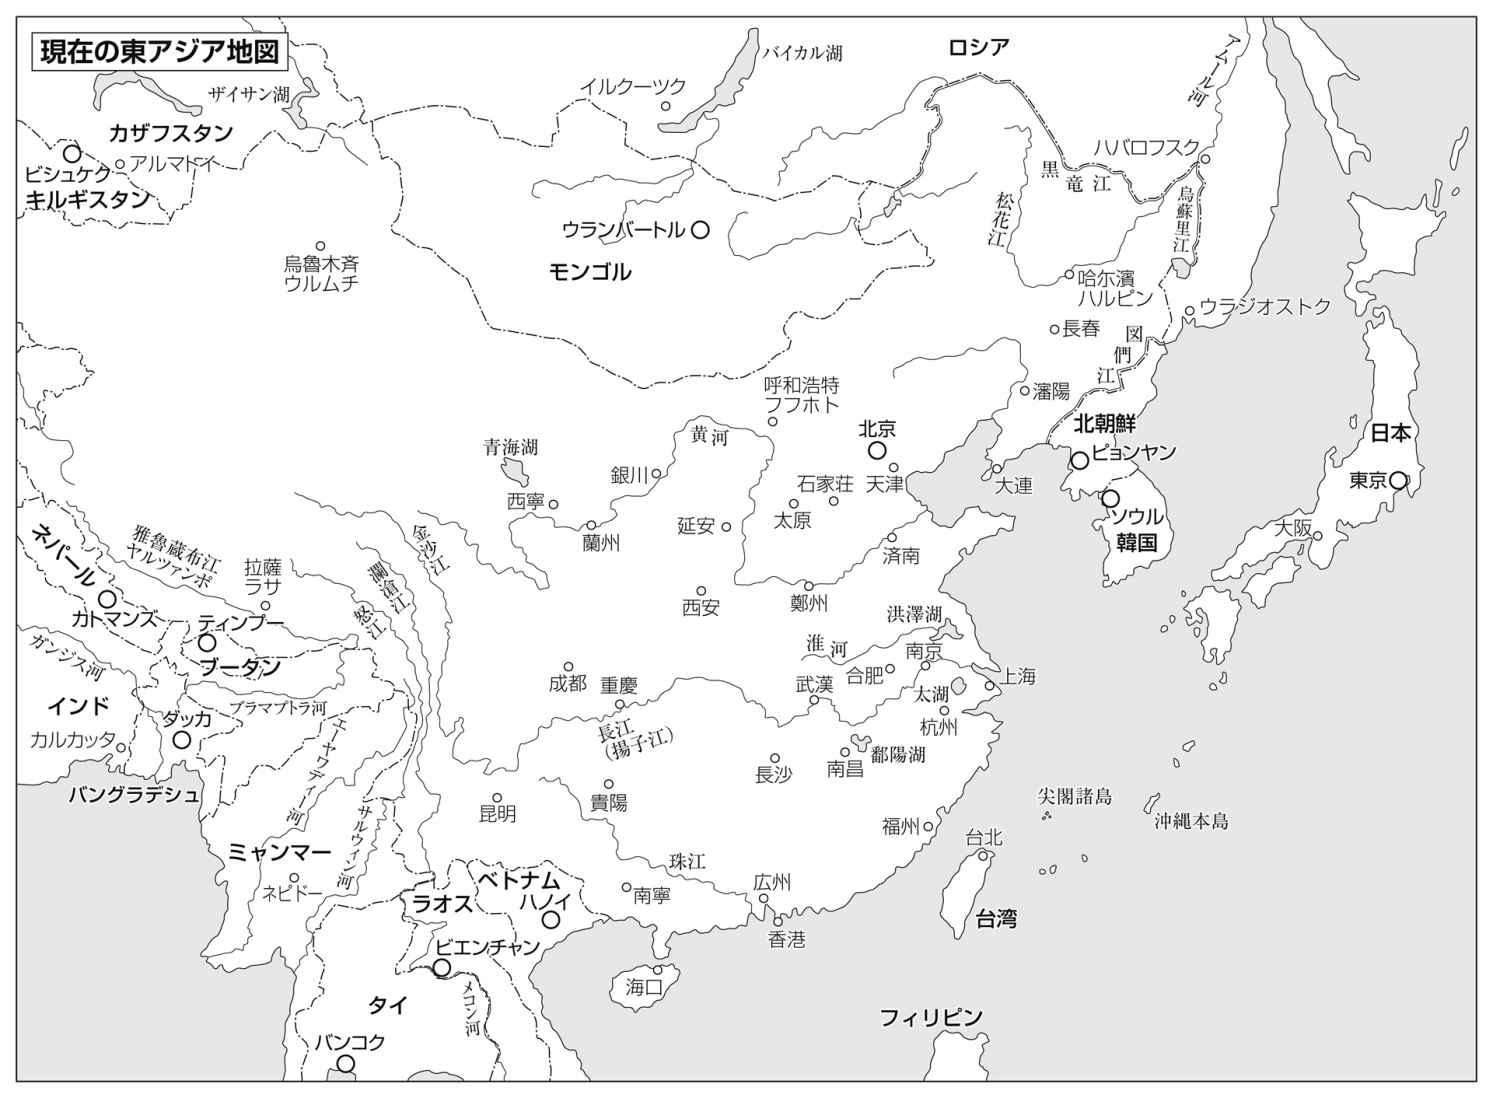 現在の東アジア地図
ロシア
バイカル湖
アムール河
イルクーツク
ザイサン湖
カザフスタン
アルマトイ
ビシュケク
キルギスタン
ハバロフスク
黒竜江
烏蘇里江
松花江
ウランバートル
モンゴル
烏魯木斉
ウルムチ
哈尔濱
ハルピン
ウラジオストク
長春
図們江
瀋陽
呼和浩特
フフホト
北朝鮮
ピョンヤン
北京
天津
大連
日本
東京
大阪
ソウル
韓国
黄河
青海湖
銀川
西寧
蘭州
延安
太原
石家荘
済南
西安
鄭州
金沙江
瀾滄江
怒江
雅魯蔵布江
ヤルツァンポ
拉薩
ラサ
ネパール
カトマンズ
ティンプー
ブータン
ガンジス河
インド
カルカッタ
ダッカ
ブラマプトラ河
バングラデシュ
エーヤワディー河
サルウィン河
ミャンマー
ネピドー
洪澤湖
淮河
南京
合肥
上海
太湖
杭州
武漢
成都
重慶
長江
(揚子江)
長沙
南昌
鄱陽湖
貴陽
昆明
福州
尖閣諸島
沖縄本島
台北
台湾
珠江
南寧
広州
香港
海口
ベトナム
ハノイ
ラオス
ビエンチャン
メコン河
タイ
バンコク
フィリピン